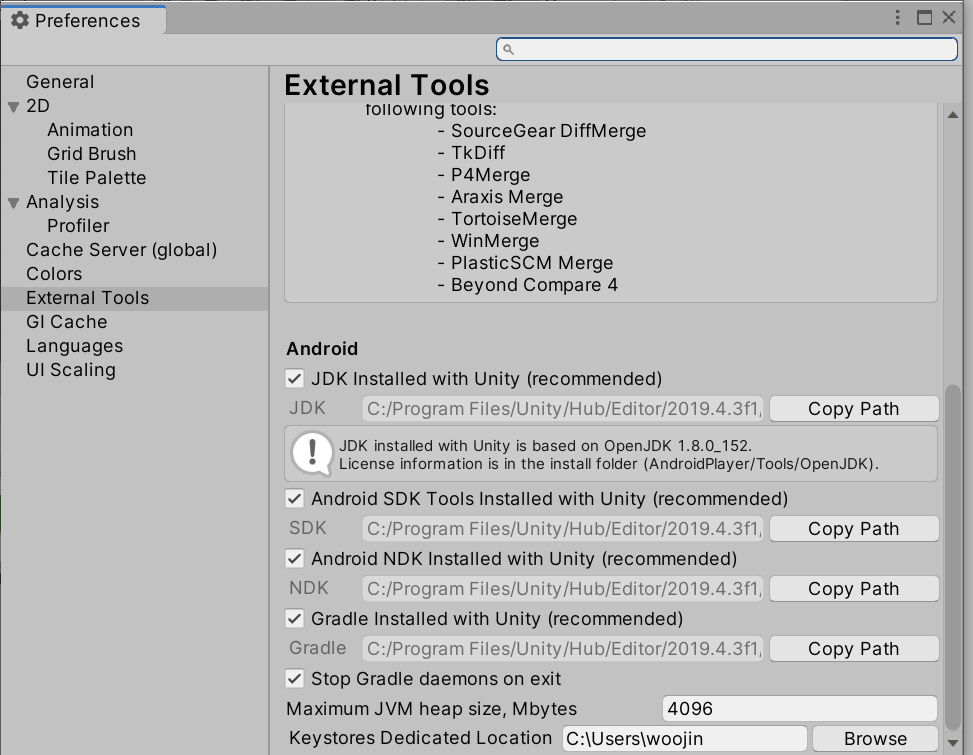 Preferences
General
2D
Animation
Grid Brush
Tile Palette
Analysis
Profiler
Cache Server (global)
Colors
External Tools
GI Cache
Languages
UI Scaling
External Tools
following tools:
- SourceGear DiffMerge
- TkDiff
- P4Merge
- Araxis Merge
- TortoiseMerge
- WinMerge
- PlasticSCM Merge
- Beyond Compare 4
Android
JDK Installed with Unity (recommended)
JDK C:/Program Files/Unity/Hub/Editor/2019.4.3f1, Copy Path
JDK installed with Unity is based on OpenJDK 1.8.0_152.
License information is in the install folder (AndroidPlayer/Tools/OpenJDK).
Android SDK Tools Installed with Unity (recommended)
SDK C:/Program Files/Unity/Hub/Editor/2019.4.3f1, Copy Path
Android NDK Installed with Unity (recommended)
NDK C:/Program Files/Unity/Hub/Editor/2019.4.3f1, Copy Path
Gradle Installed with Unity (recommended)
Gradle C:/Program Files/Unity/Hub/Editor/2019.4.3f1, Copy Path
Stop Gradle daemons on exit
Maximum JVM heap size, Mbytes 4096
Keystores Dedicated Location C:\Users\woojin Browse